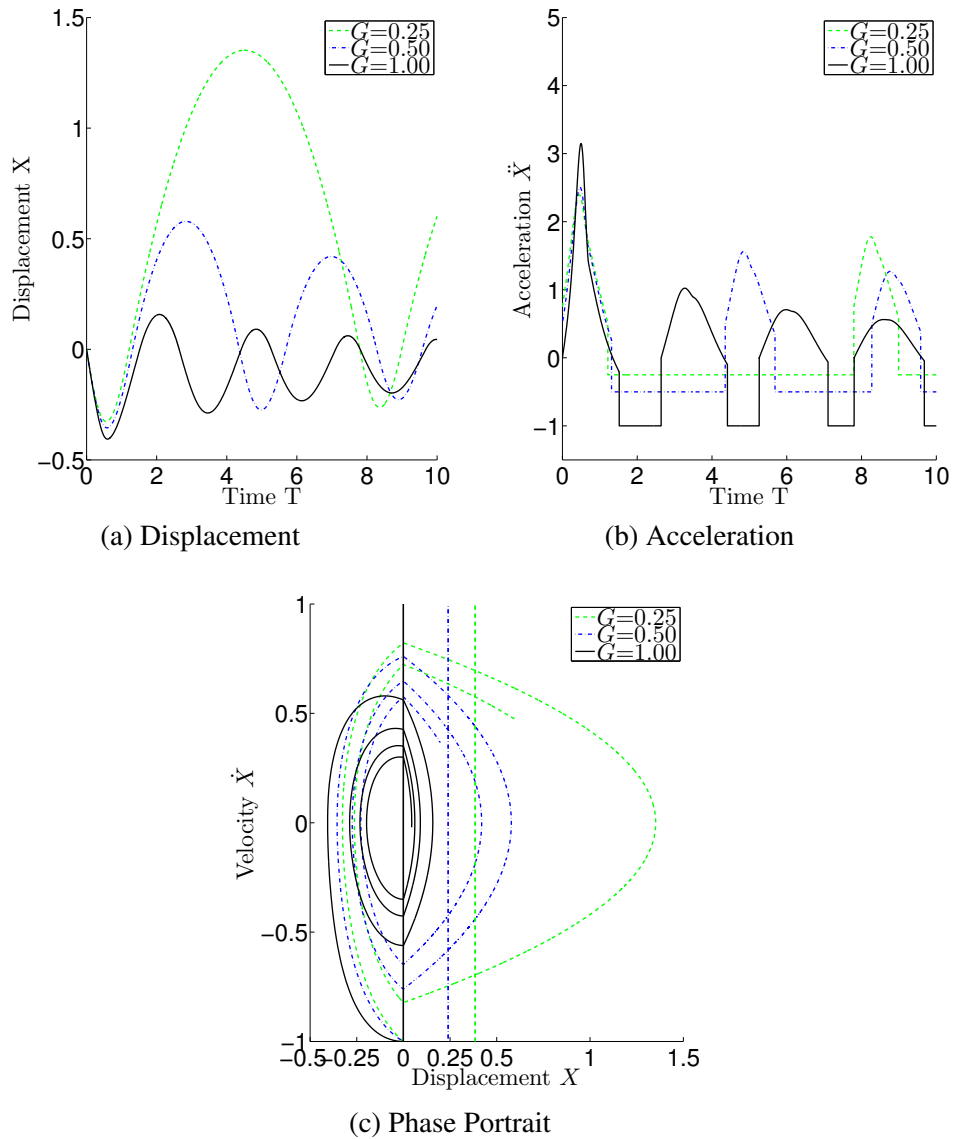 1.5
1
0.5
0
−0.5
0
2
4
6
8
10
Displacement X
Time T
G=0.25
G=0.50
G=1.00
(a) Displacement
5
4
3
2
1
0
−1
0
2
4
6
8
10
Acceleration Ẍ
Time T
G=0.25
G=0.50
G=1.00
(b) Acceleration
1
0.5
0
−0.5
−1
−0.5
−0.25
0
0.25
0.5
1
1.5
Velocity Ẋ
Displacement X
G=0.25
G=0.50
G=1.00
(c) Phase Portrait